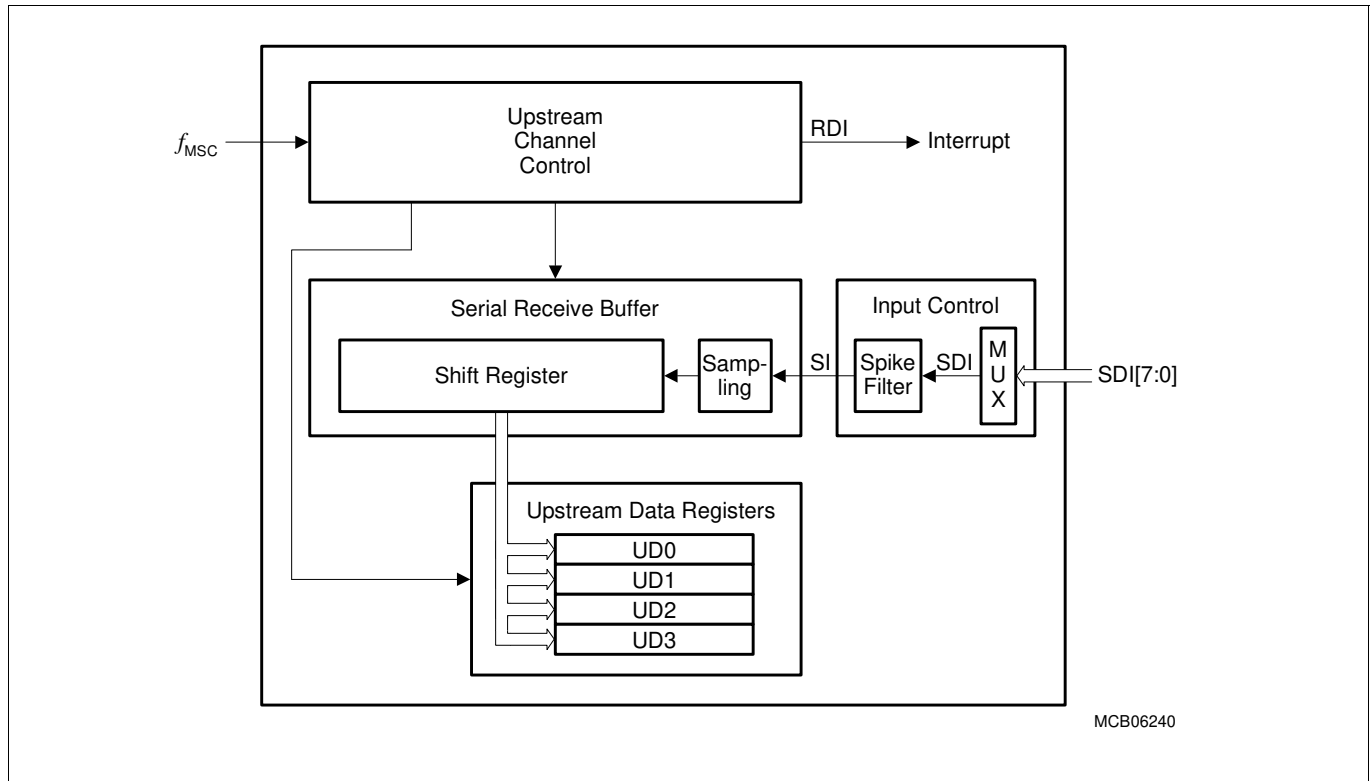 Upstream
Channel
Control
f_MSC
RDI
Interrupt
Serial Receive Buffer
Input Control
Shift Register
Samp-
ling
SI
Spike
Filter
SDI
M
U
X
SDI[7:0]
Upstream Data Registers
UD0
UD1
UD2
UD3
MCB06240